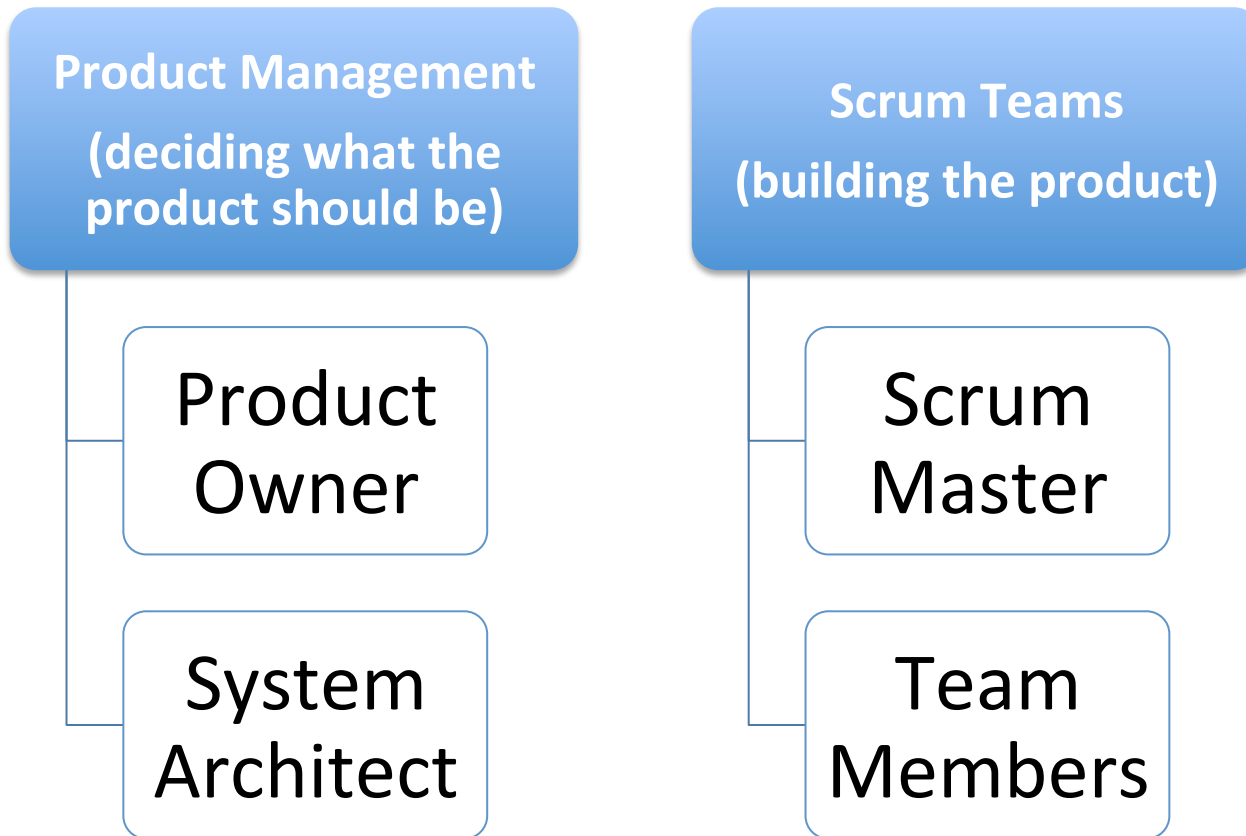 Product Management
(deciding what the
product should be)
Product
Owner
System
Architect
Scrum Teams
(building the product)
Scrum
Master
Team
Members